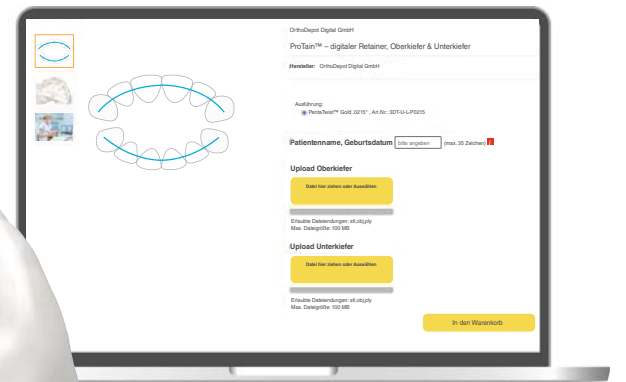 OrthoDepot Digital GmbH
ProTain™ – digitaler Retainer, Oberkiefer & Unterkiefer
Hersteller: OrthoDepot Digital GmbH
Ausführung:
PentaTwist™ Gold .0215", Art.Nr.: 3DT-U-L-P0215
Patientenname, Geburtsdatum bitte angeben (max. 35 Zeichen)
Upload Oberkiefer
Datei hier ziehen oder Auswählen
Erlaubte Dateiendungen: stl,obj,ply
Max. Dateigröße: 100 MB
Upload Unterkiefer
Datei hier ziehen oder Auswählen
Erlaubte Dateiendungen: stl,obj,ply
Max. Dateigröße: 100 MB
In den Warenkorb